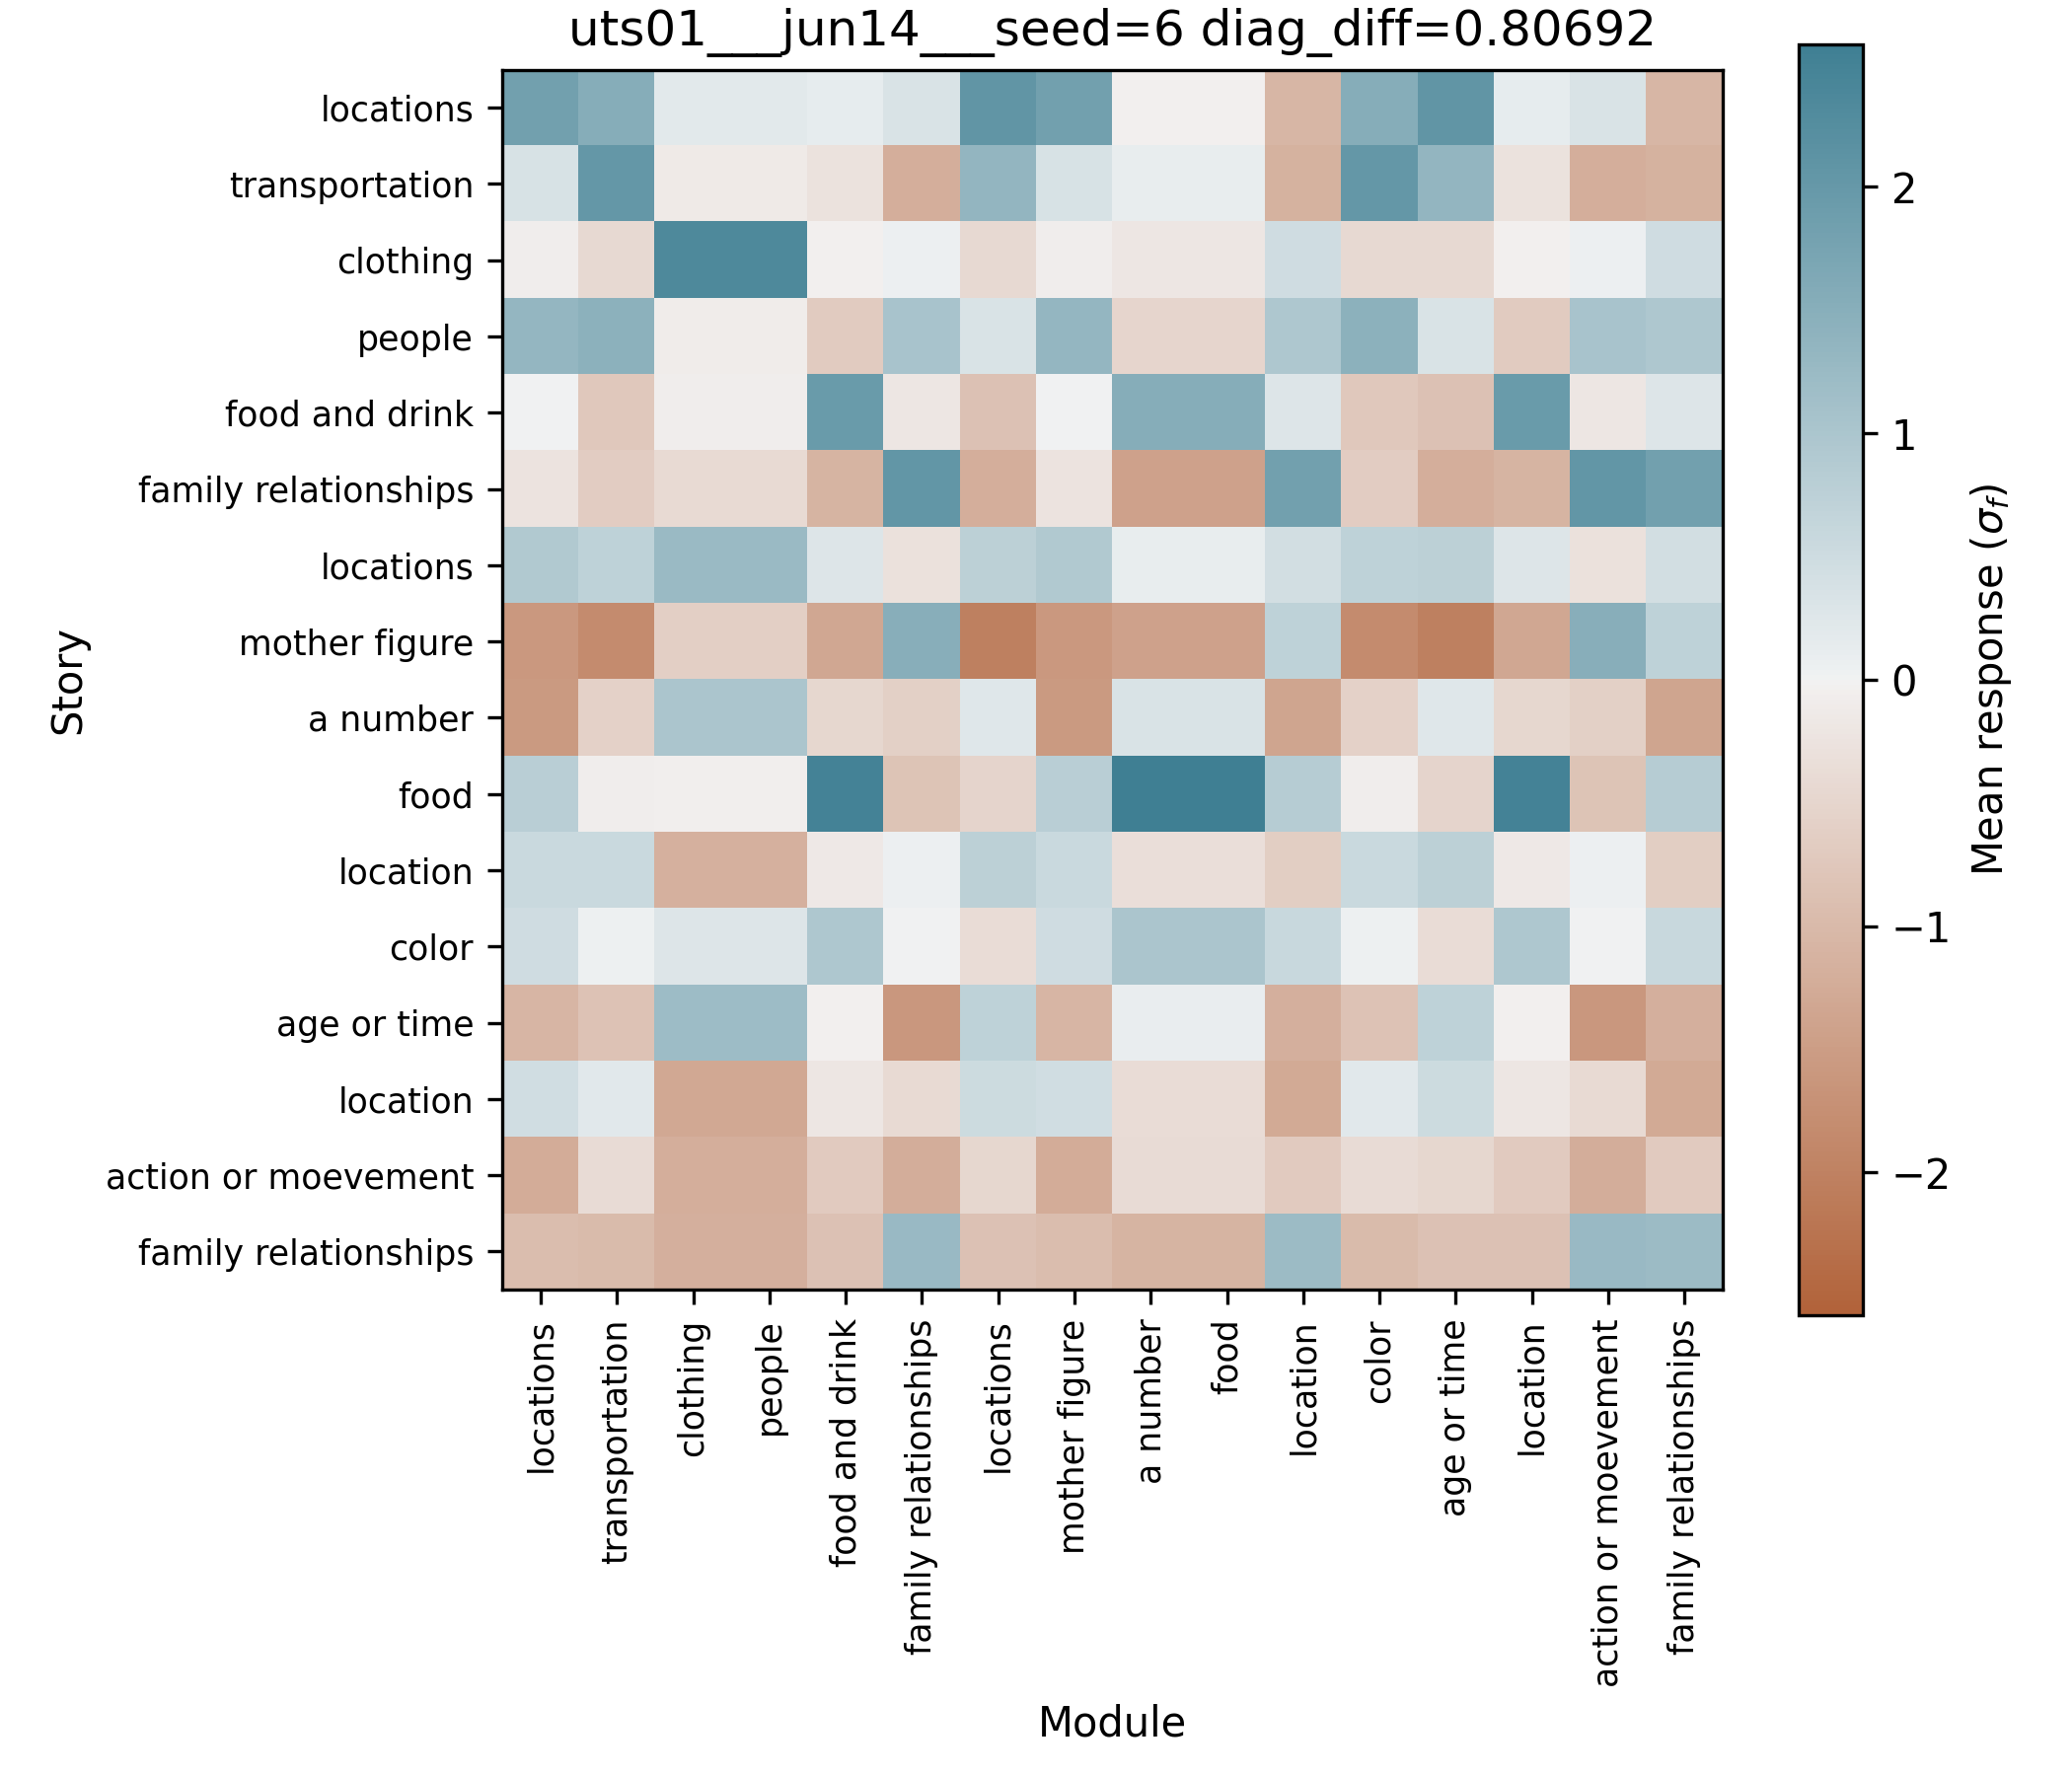 uts01___jun14___seed=6 diag_diff=0.80692
locations
transportation
clothing
people
food and drink
family relationships
locations
mother figure
a number
food
location
color
age or time
location
action or moevement
family relationships
Story
locations
transportation
clothing
people
food and drink
family relationships
locations
mother figure
a number
food
location
color
age or time
location
action or moevement
family relationships
Module
2
1
0
−1
−2
Mean response (σf)